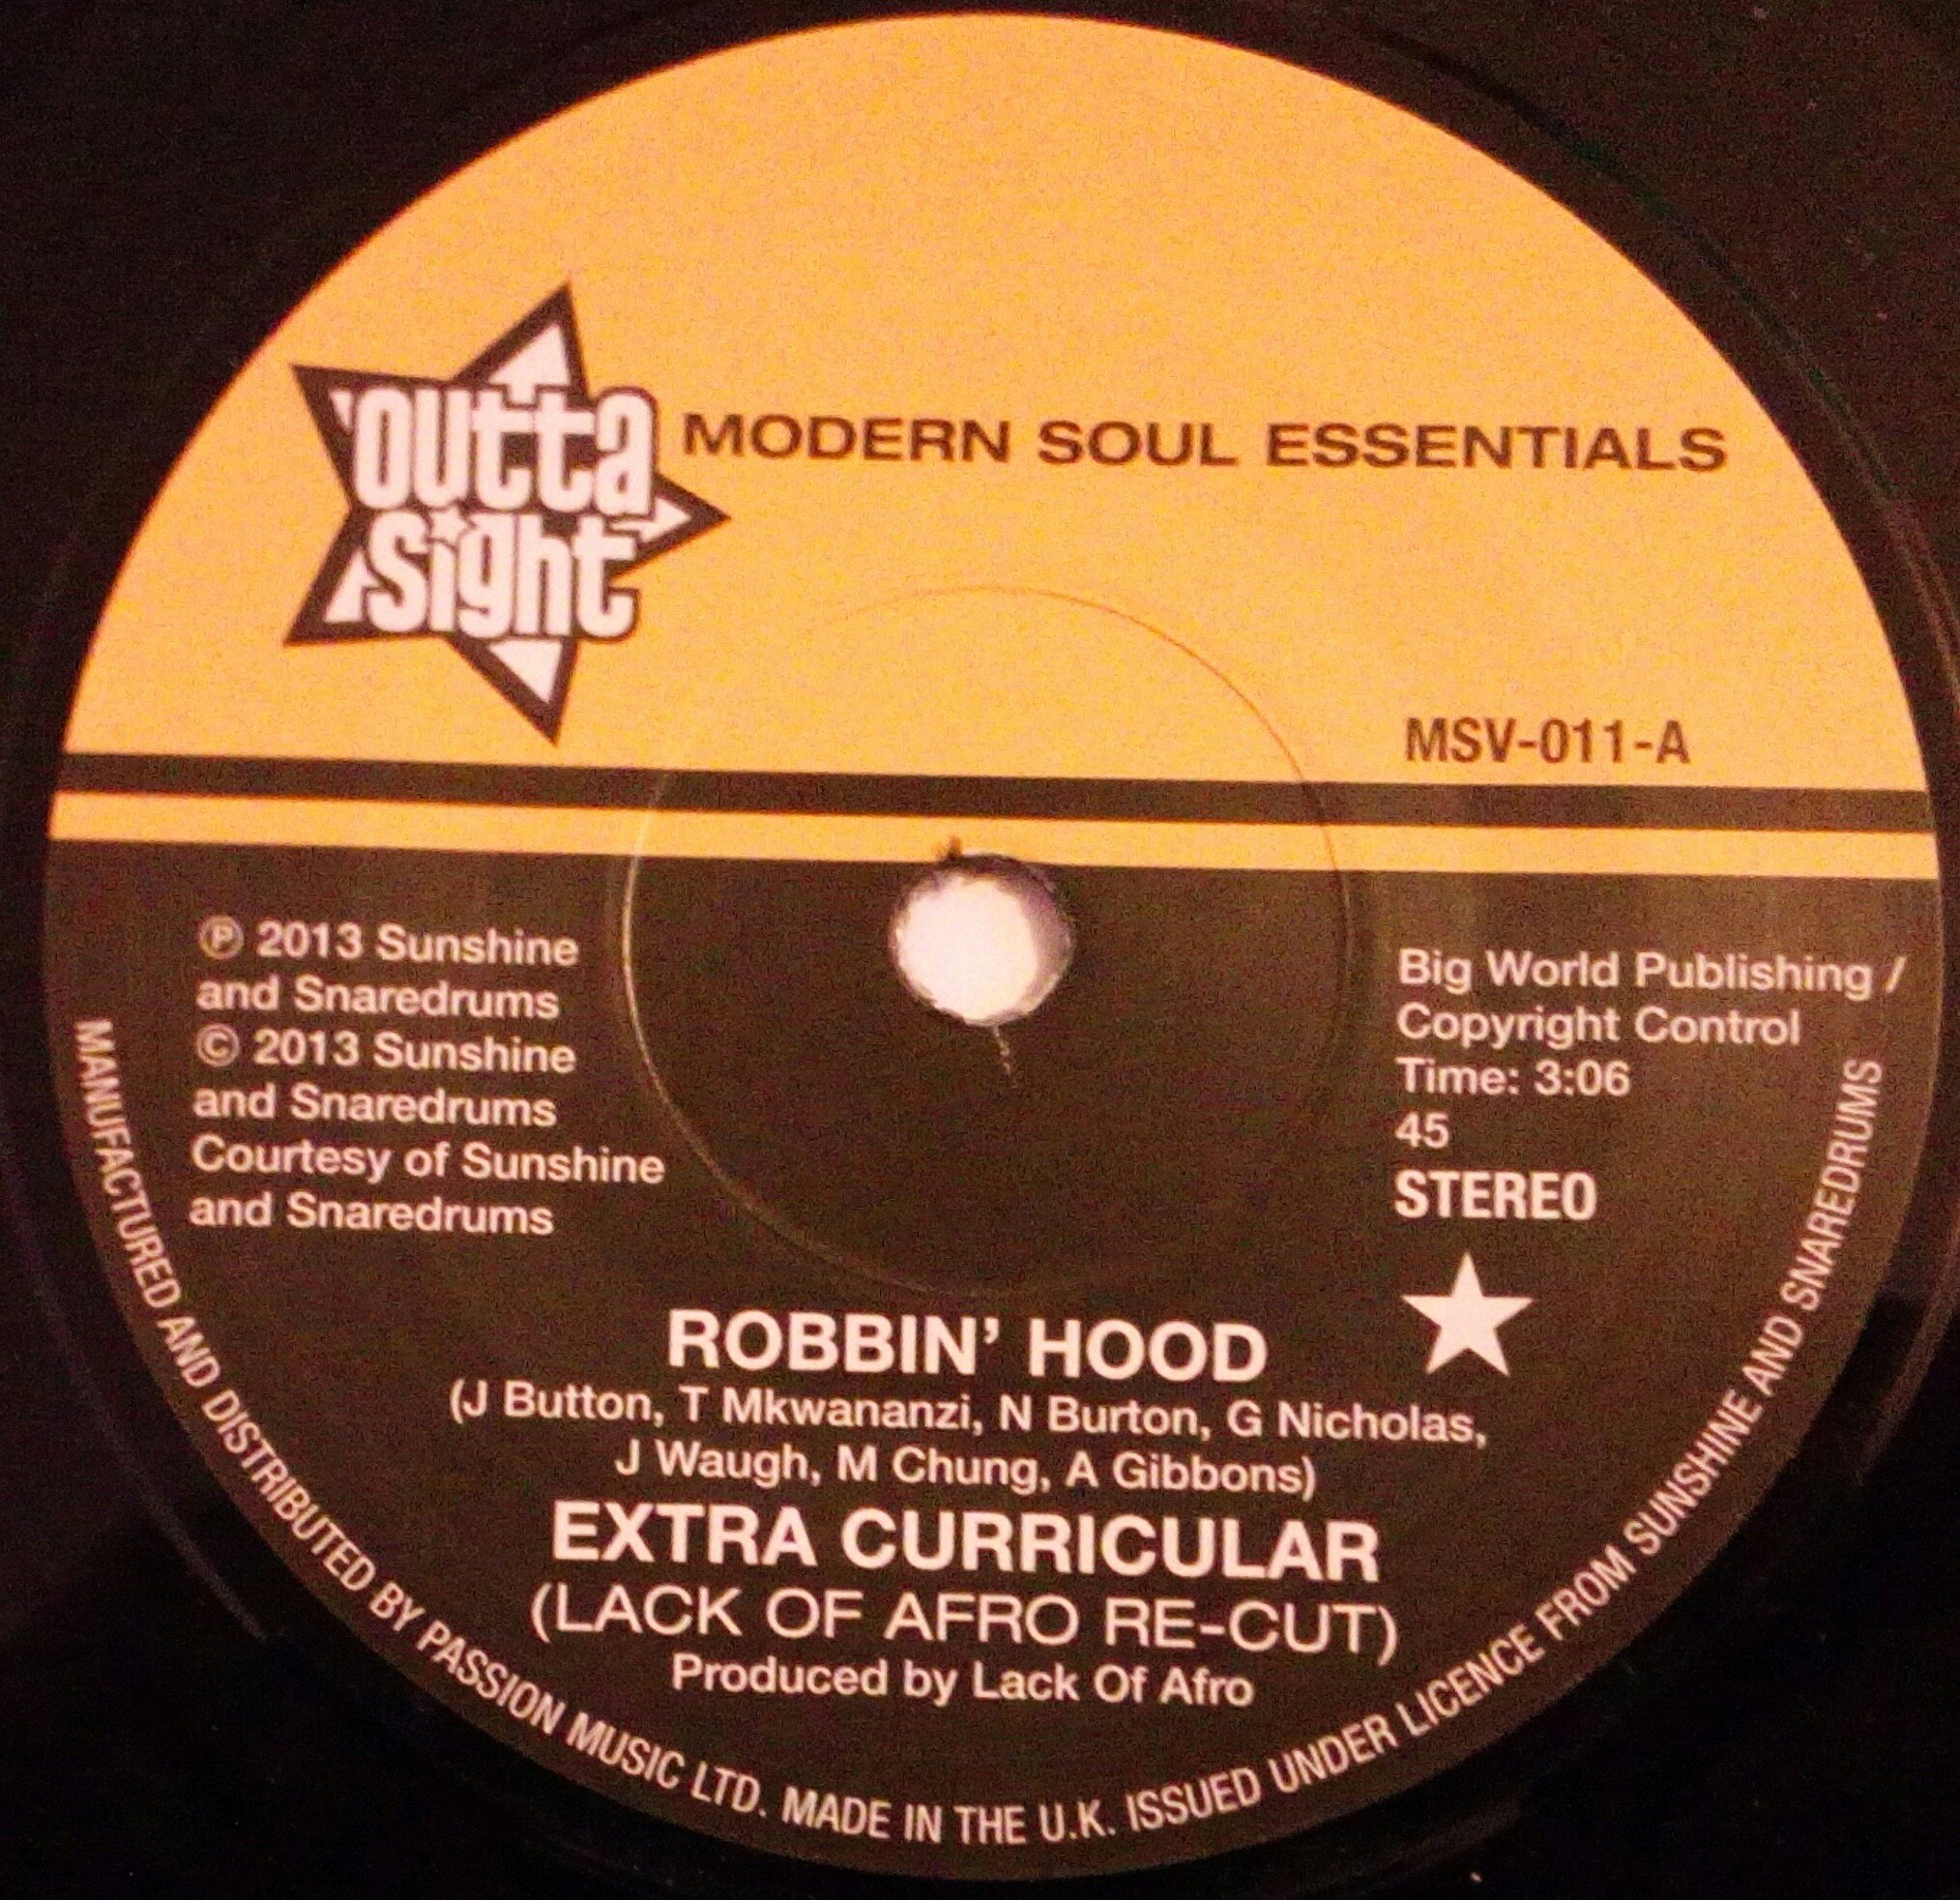 'outta
sight
MODERN SOUL ESSENTIALS
MSV-011-A
℗ 2013 Sunshine
and Snaredrums
© 2013 Sunshine
and Snaredrums
Courtesy of Sunshine
and Snaredrums
Big World Publishing /
Copyright Control
Time: 3:06
45
STEREO
ROBBIN' HOOD
(J Button, T Mkwananzi, N Burton, G Nicholas,
J Waugh, M Chung, A Gibbons)
EXTRA CURRICULAR
(LACK OF AFRO RE-CUT)
Produced by Lack Of Afro
MANUFACTURED AND DISTRIBUTED BY PASSION MUSIC LTD. MADE IN THE U.K. ISSUED UNDER LICENCE FROM SUNSHINE AND SNAREDRUMS